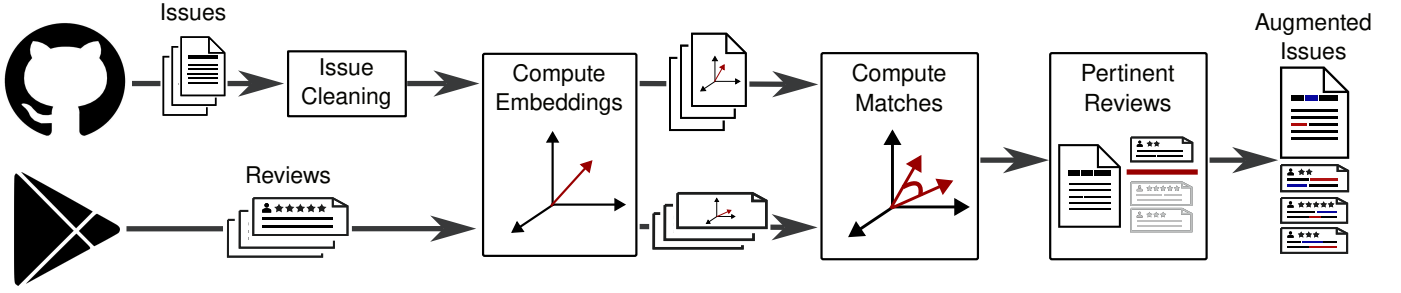 Issues
Issue
Cleaning
Reviews
Compute
Embeddings
Compute
Matches
Pertinent
Reviews
Augmented
Issues